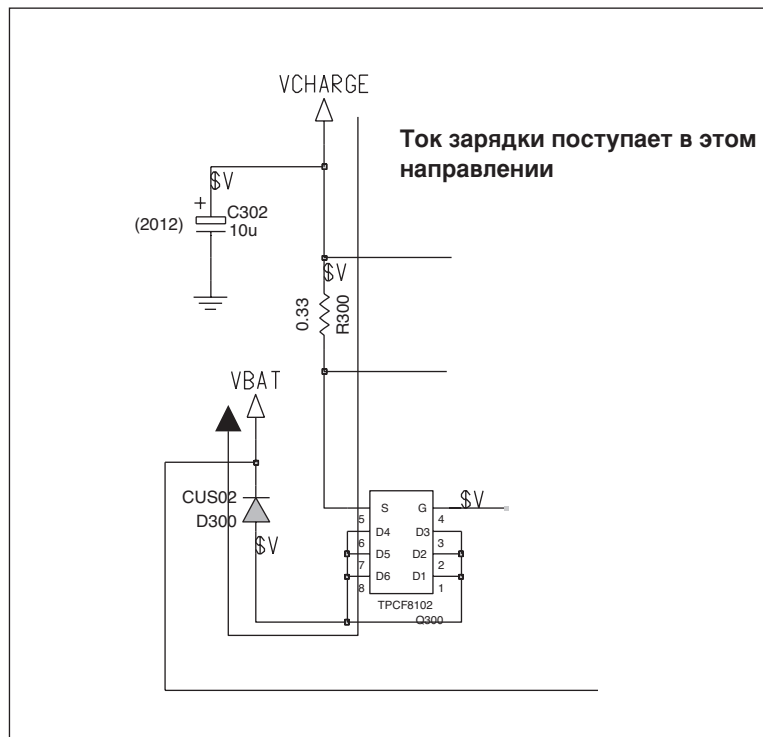 VCHARGE
Ток зарядки поступает в этом
направлении
$V
+
C302
(2012)
10u
$V
0.33
R300
VBAT
CUS02
D300
$V
S G
$V
5 4
D4 D3
6 3
D5 D2
7 2
D6 D1
8 1
TPCF8102
Q300